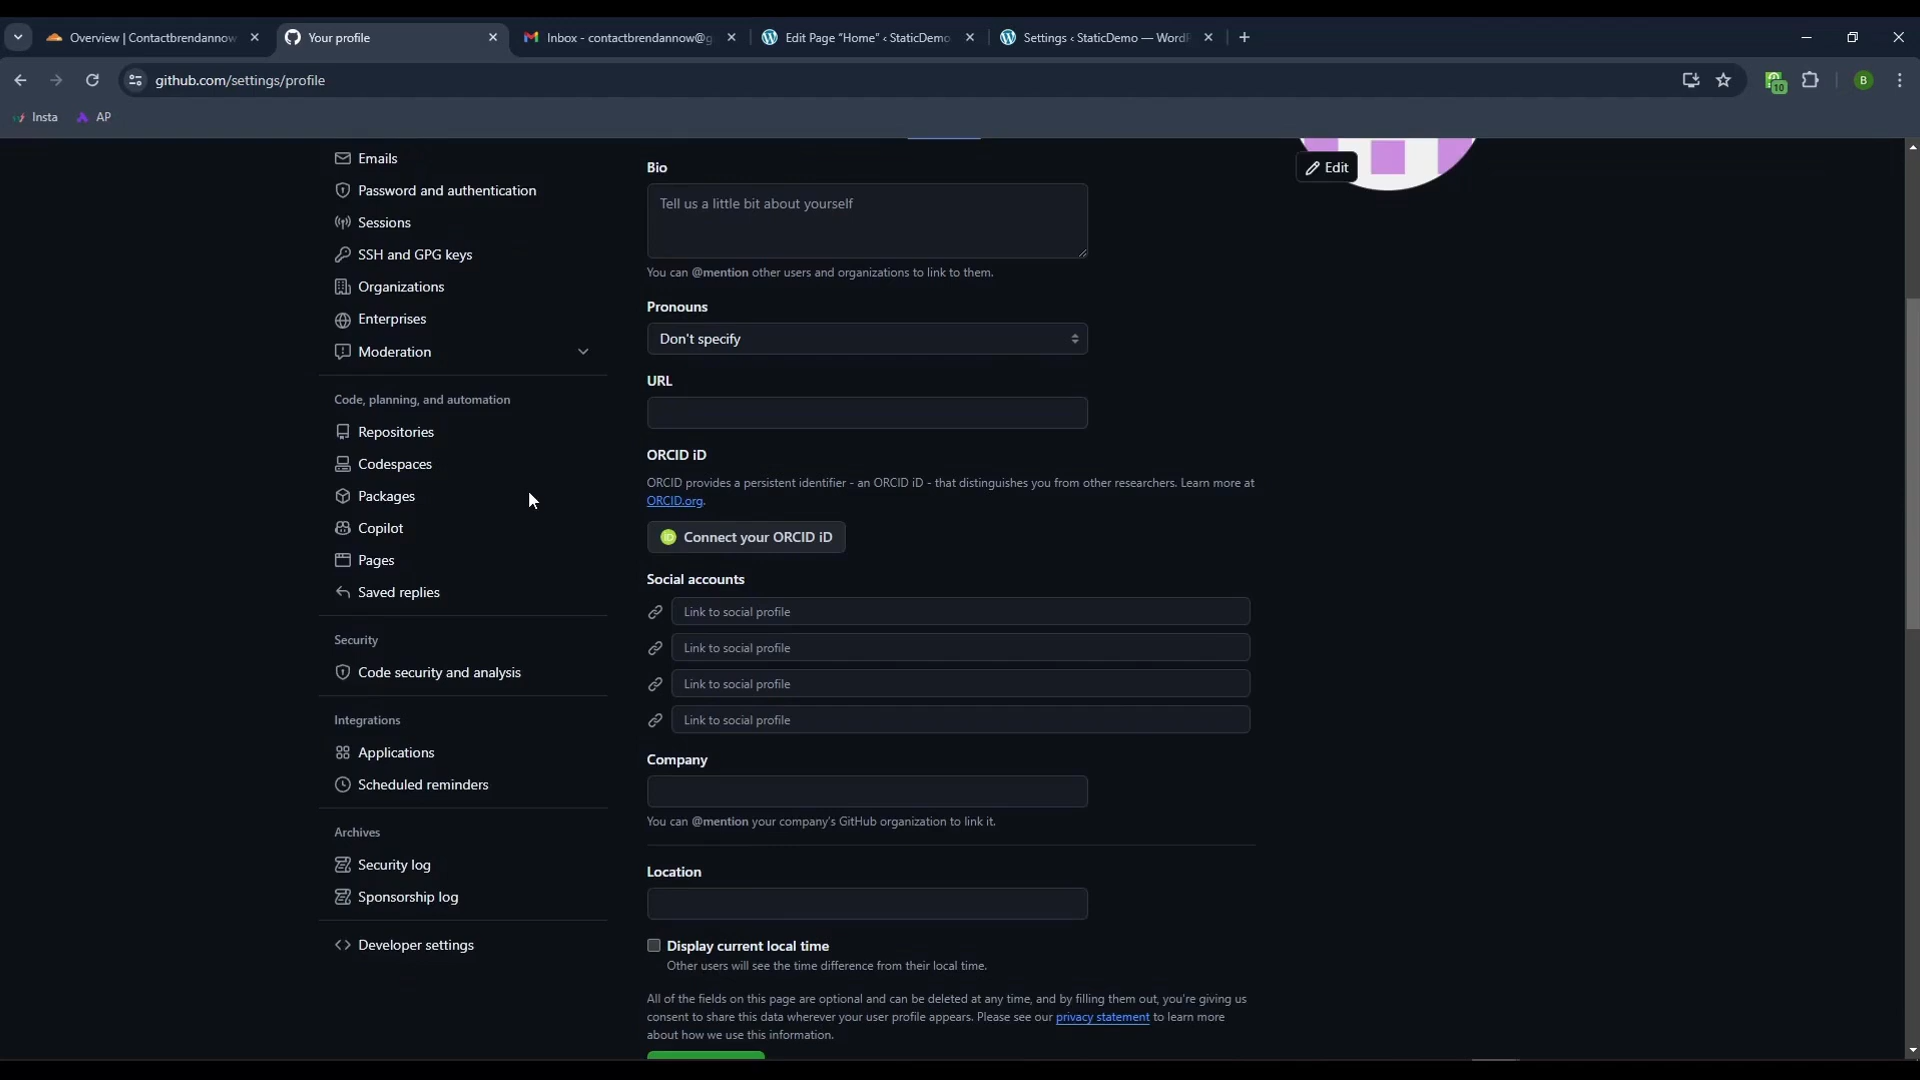 Overview | Contactbrendannow
Your profile
Inbox - contactbrendannow@g
Edit Page "Home" ‹ StaticDemo
Settings ‹ StaticDemo — WordP
github.com/settings/profile
10
B
Insta
AP
Emails
Password and authentication
Sessions
SSH and GPG keys
Organizations
Enterprises
Moderation
Code, planning, and automation
Repositories
Codespaces
Packages
Copilot
Pages
Saved replies
Security
Code security and analysis
Integrations
Applications
Scheduled reminders
Archives
Security log
Sponsorship log
Developer settings
Bio
Tell us a little bit about yourself
You can @mention other users and organizations to link to them.
Pronouns
Don't specify
URL
ORCID iD
ORCID provides a persistent identifier - an ORCID iD - that distinguishes you from other researchers. Learn more at
ORCID.org.
iD Connect your ORCID iD
Social accounts
Link to social profile
Link to social profile
Link to social profile
Link to social profile
Company
You can @mention your company's GitHub organization to link it.
Location
Display current local time
Other users will see the time difference from their local time.
All of the fields on this page are optional and can be deleted at any time, and by filling them out, you're giving us
consent to share this data wherever your user profile appears. Please see our privacy statement to learn more
about how we use this information.
Edit